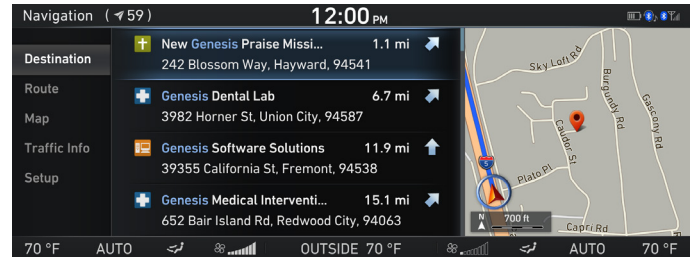 Navigation ( 59 )
12:00 PM
Destination
Route
Map
Traffic Info
Setup
New Genesis Praise Missi... 1.1 mi
242 Blossom Way, Hayward, 94541
Genesis Dental Lab 6.7 mi
3982 Horner St, Union City, 94587
Genesis Software Solutions 11.9 mi
39355 California St, Fremont, 94538
Genesis Medical Interventi... 15.1 mi
652 Bair Island Rd, Redwood City, 94063
Sky Loft Rd
Burgundy Rd
Gascony Rd
Caudor St
5
Plato Pl
N
700 ft
Capri Rd
70 °F AUTO OUTSIDE 70 °F AUTO 70 °F